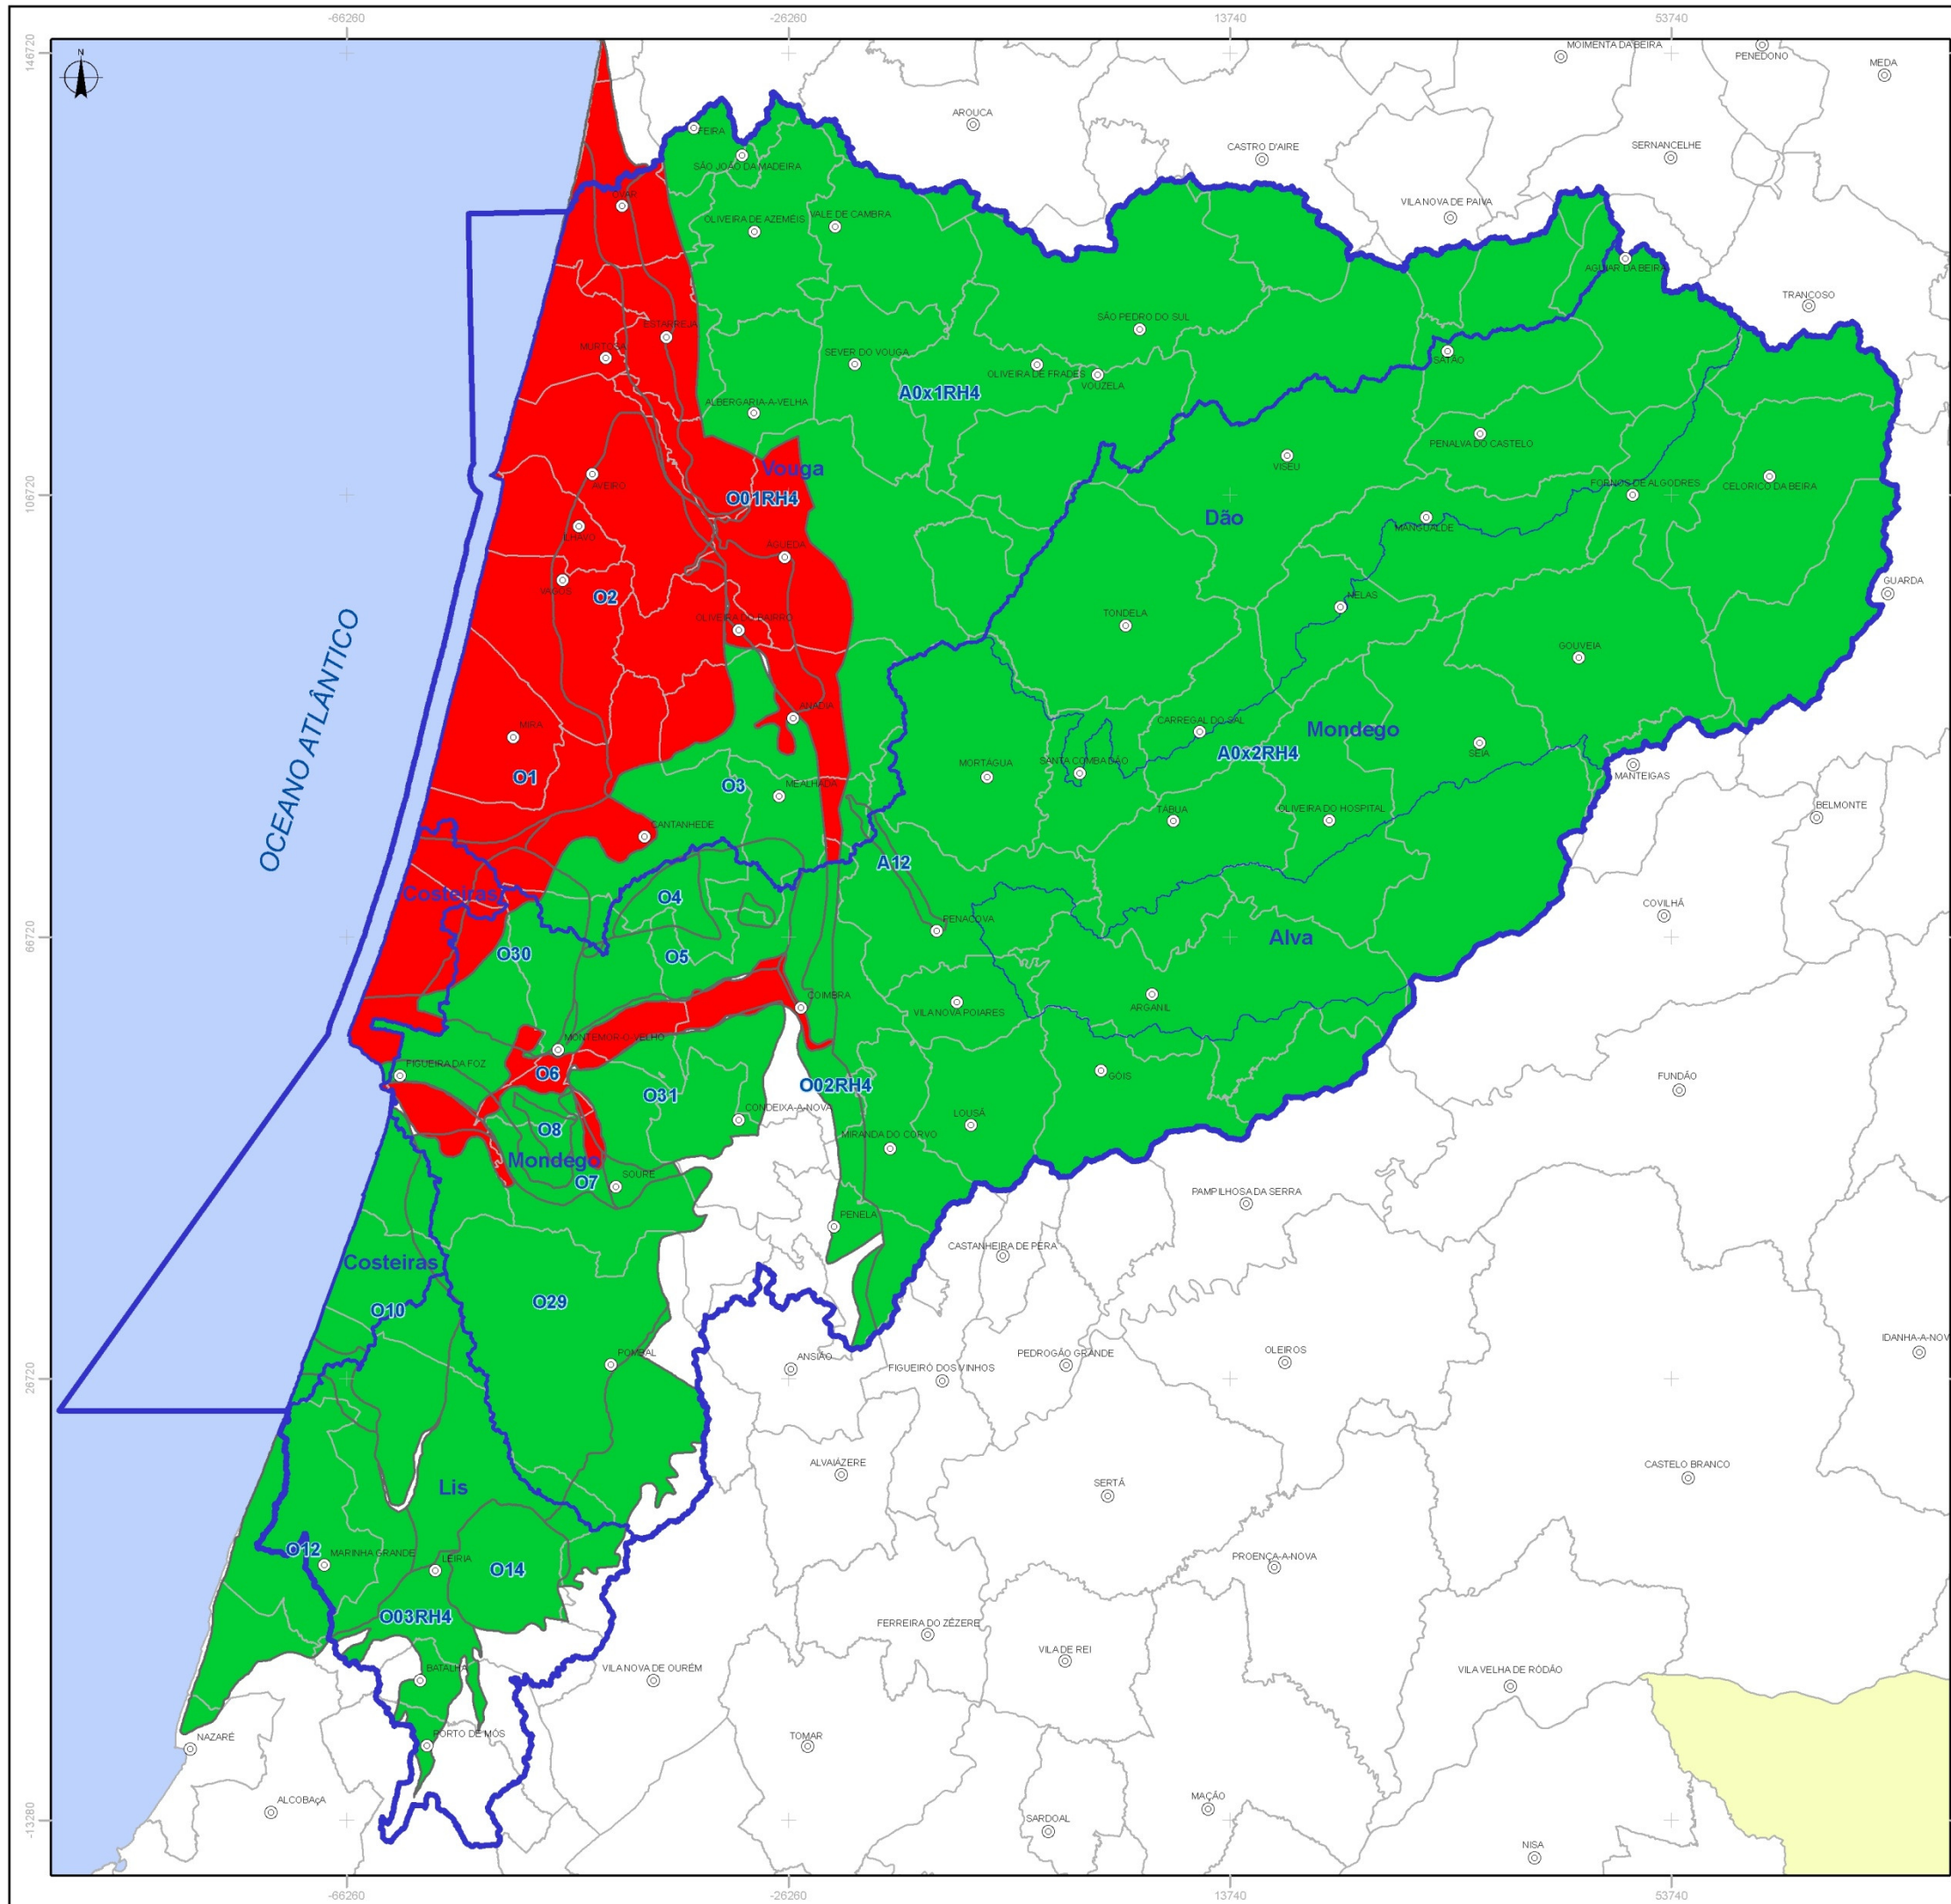 -66260
-26260
13740
53740
146720
106720
66720
26720
-13280
N
MOIMENTA DA BEIRA
PENEDONO
MEDA
AROUCA
FEIRA
SÃO JOÃO DA MADEIRA
CASTRO D'AIRE
SERNANCELHE
OVAR
OLIVEIRA DE AZEMÉIS
VALE DE CAMBRA
VILA NOVA DE PAIVA
AGUIAR DA BEIRA
TRANCOSO
ESTARREJA
MURTOSA
SÃO PEDRO DO SUL
SEVER DO VOUGA
OLIVEIRA DE FRADES
VOUZELA
SATÃO
A0x1RH4
ALBERGARIA-A-VELHA
PENALVA DO CASTELO
VISEU
Vouga
AVEIRO
O01RH4
FORNOS DE ALGODRES
CELORICO DA BEIRA
Dão
MANGUALDE
ILHAVO
ÁGUEDA
GUARDA
VAGOS
O2
NELAS
TONDELA
OLIVEIRA DO BAIRRO
GOUVEIA
OCEANO ATLÂNTICO
MIRA
ANADIA
CARREGAL DO SAL
Mondego
A0x2RH4
SEIA
O1
O3
MEALHADA
MORTÁGUA
SANTA COMBA DÃO
MANTEIGAS
BELMONTE
TÁBUA
OLIVEIRA DO HOSPITAL
CANTANHEDE
A12
Costeiras
O4
COVILHÃ
PENACOVA
Alva
O30
O5
COIMBRA
VILA NOVA POIARES
ARGANIL
MONTEMOR-O-VELHO
FIGUEIRA DA FOZ
O6
O02RH4
GÓIS
FUNDÃO
O31
CONDEIXA-A-NOVA
LOUSÃ
O8
MIRANDA DO CORVO
Mondego
O7
SOURE
PAMPILHOSA DA SERRA
PENELA
CASTANHEIRA DE PERA
Costeiras
O10
O29
IDANHA-A-NOV
POMBAL
ANSIÃO
FIGUEIRÓ DOS VINHOS
PEDROGÃO GRANDE
OLEIROS
ALVAIÁZERE
SERTÃ
CASTELO BRANCO
Lis
O12
MARINHA GRANDE
LEIRIA
O14
PROENÇA-A-NOVA
O03RH4
FERREIRA DO ZÊZERE
VILA DE REI
BATALHA
VILA NOVA DE OURÉM
VILA VELHA DE RÓDÃO
NAZARÉ
PORTO DE MÓS
TOMAR
ALCOBAçA
MAÇÃO
SARDOAL
NISA
-66260
-26260
13740
53740